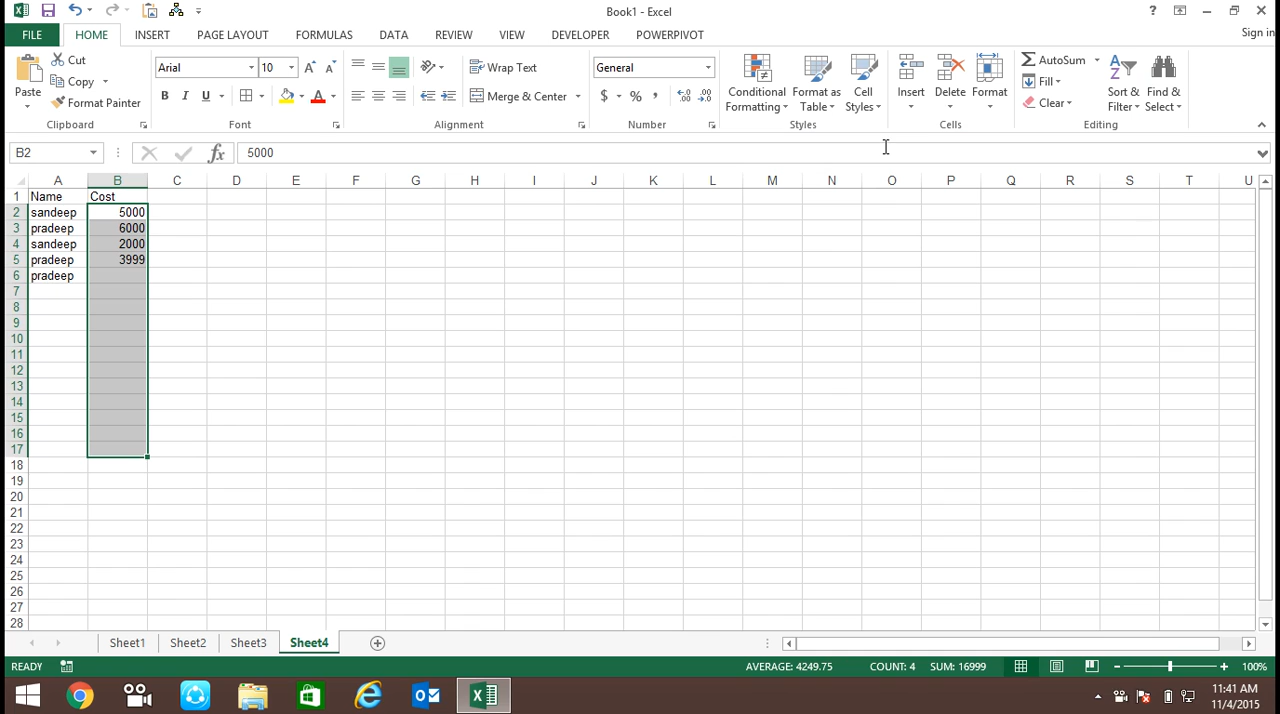 Book1 - Excel
?
FILE HOME INSERT PAGE LAYOUT FORMULAS DATA REVIEW VIEW DEVELOPER POWERPIVOT Sign in
Paste
Cut
Copy
Format Painter
Clipboard
Arial 10
B I U
Font
Wrap Text
Merge & Center
Alignment
General
$ % ,
Number
Conditional Formatting
Format as Table
Cell Styles
Styles
Insert
Delete
Format
Cells
AutoSum
Fill
Clear
Sort & Filter
Find & Select
Editing
B2 fx 5000
A B C D E F G H I J K L M N O P Q R S T U
1 Name Cost
2 sandeep 5000
3 pradeep 6000
4 sandeep 2000
5 pradeep 3999
6 pradeep
7
8
9
10
11
12
13
14
15
16
17
18
19
20
21
22
23
24
25
26
27
28
Sheet1 Sheet2 Sheet3 Sheet4
READY AVERAGE: 4249.75 COUNT: 4 SUM: 16999 100%
11:41 AM
11/4/2015